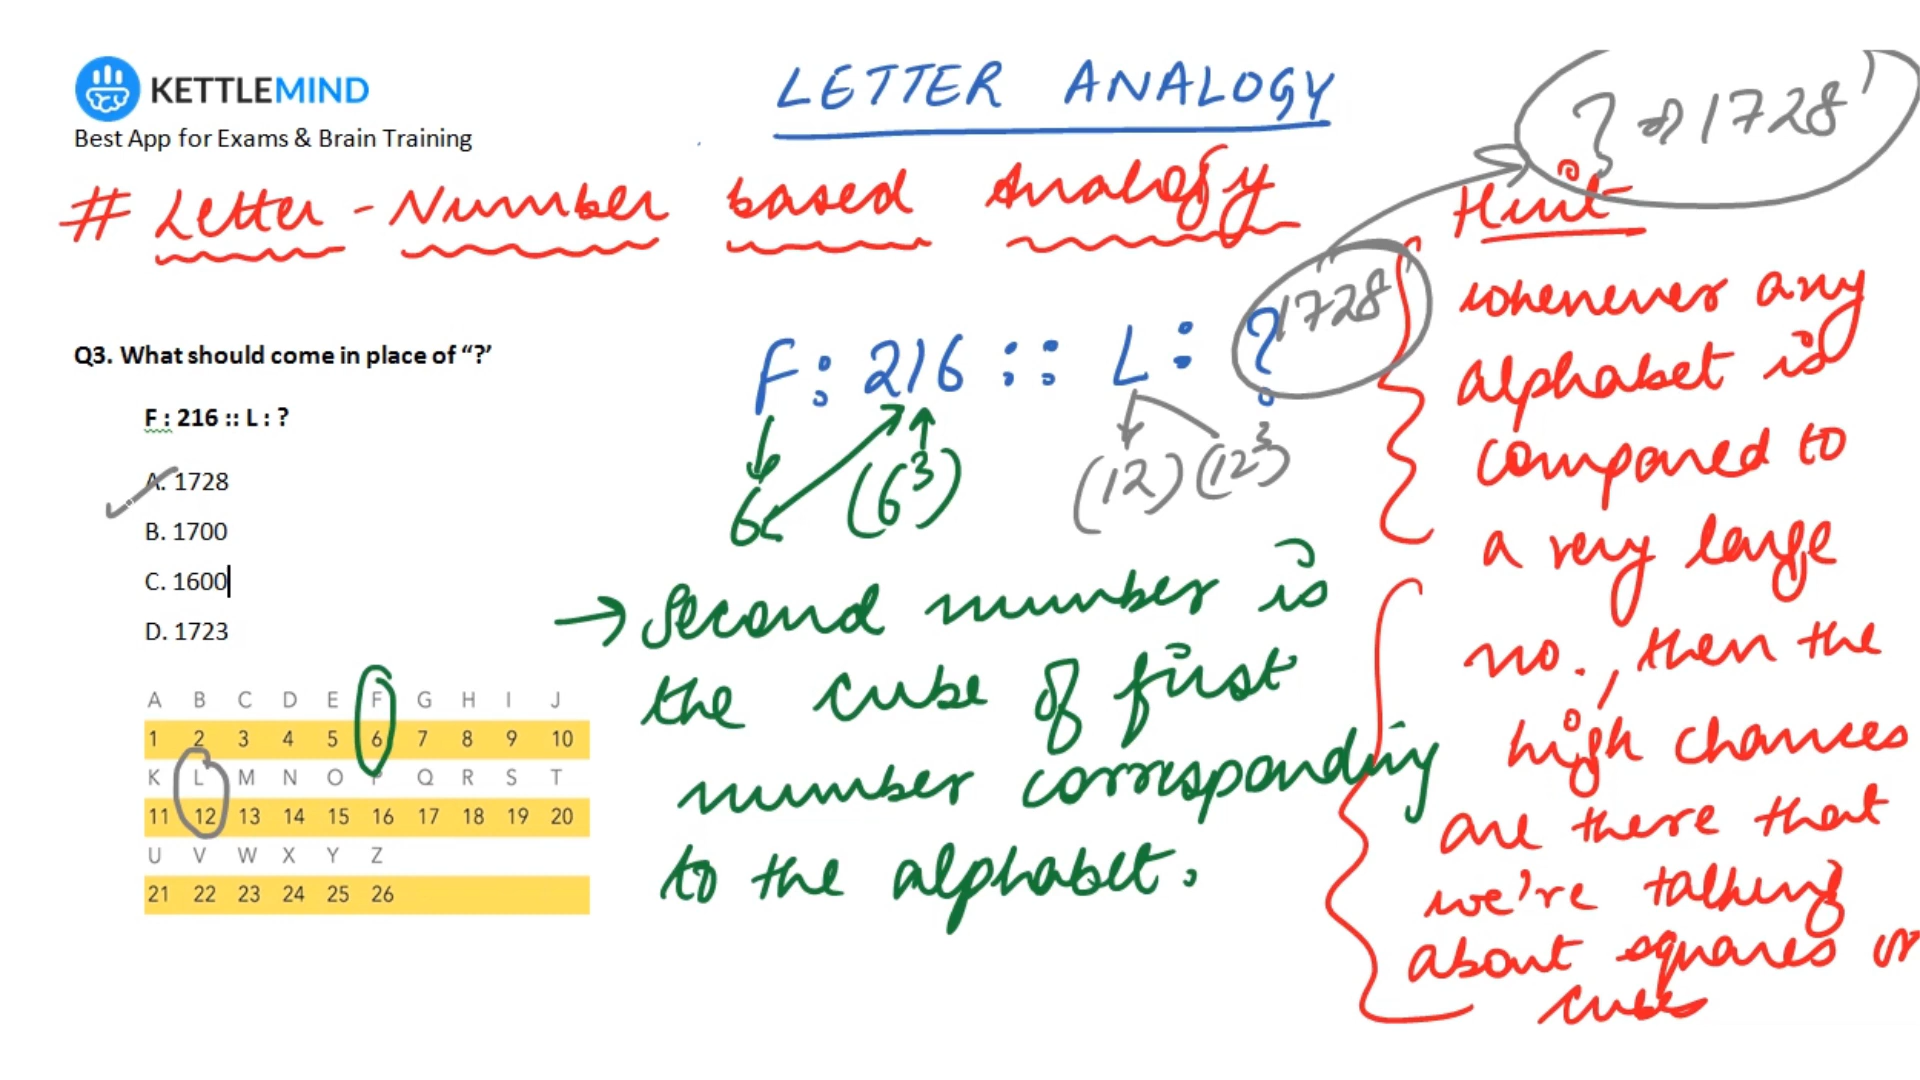 KETTLEMIND
Best App for Exams & Brain Training
LETTER ANALOGY
? => 1728
# Letter-Number based Analogy
Hint
Q3. What should come in place of “?’
F : 216 :: L : ?
A. 1728
B. 1700
C. 1600
D. 1723
F : 216 :: L : ? 1728
6 (6³) (12) (12³)
→ Second number is
the cube of first
number corresponding
to the alphabet.
whenever any
alphabet is
compared to
a very large
no., then the
high chances
are there that
we're talking
about squares or
cubes
A B C D E F G H I J
1 2 3 4 5 6 7 8 9 10
K L M N O P Q R S T
11 12 13 14 15 16 17 18 19 20
U V W X Y Z
21 22 23 24 25 26